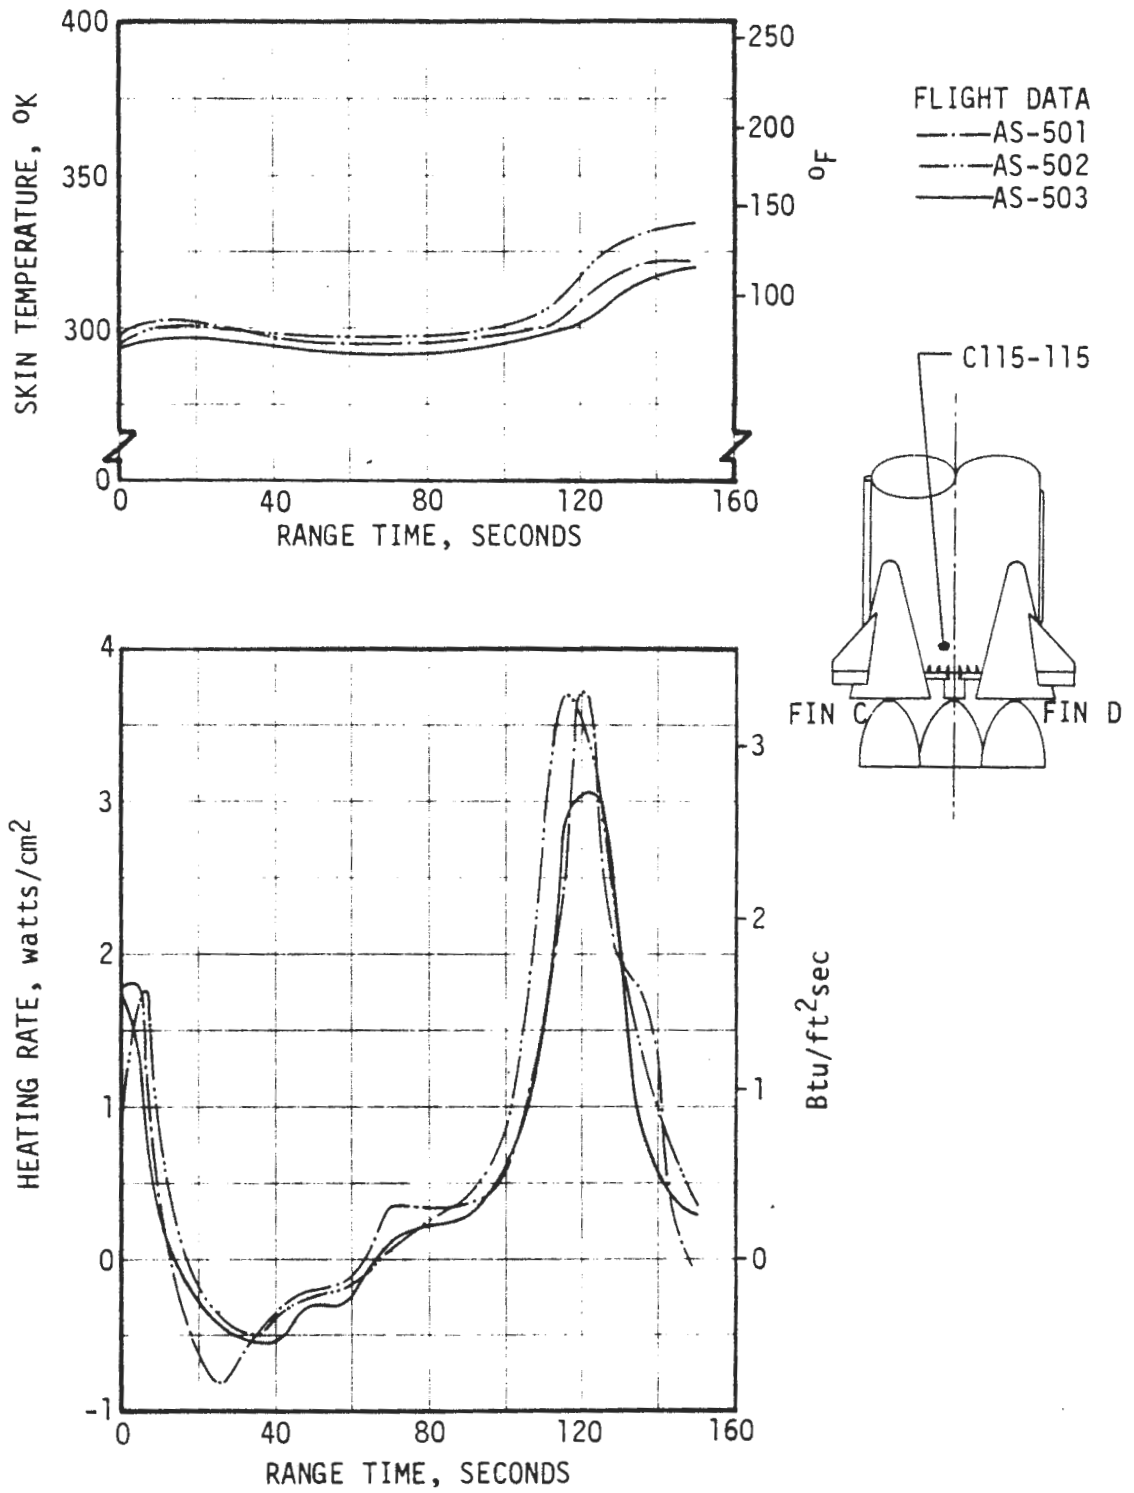 400
350
300
0
SKIN TEMPERATURE, °K
250
200
150
100
°F
0
40
80
120
160
RANGE TIME, SECONDS
FLIGHT DATA
AS-501
AS-502
AS-503
C115-115
FIN C
FIN D
4
3
2
1
0
-1
HEATING RATE, watts/cm²
3
2
1
0
Btu/ft²sec
0
40
80
120
160
RANGE TIME, SECONDS